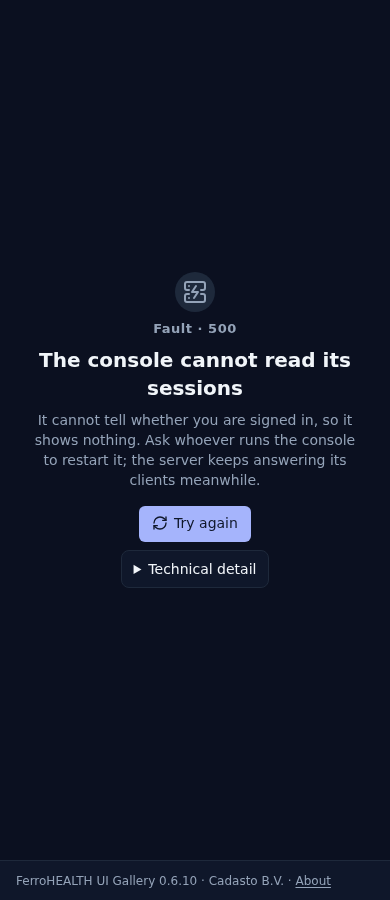 Fault · 500
The console cannot read its
sessions
It cannot tell whether you are signed in, so it
shows nothing. Ask whoever runs the console
to restart it; the server keeps answering its
clients meanwhile.
Try again
Technical detail
FerroHEALTH UI Gallery 0.6.10 · Cadasto B.V. · About